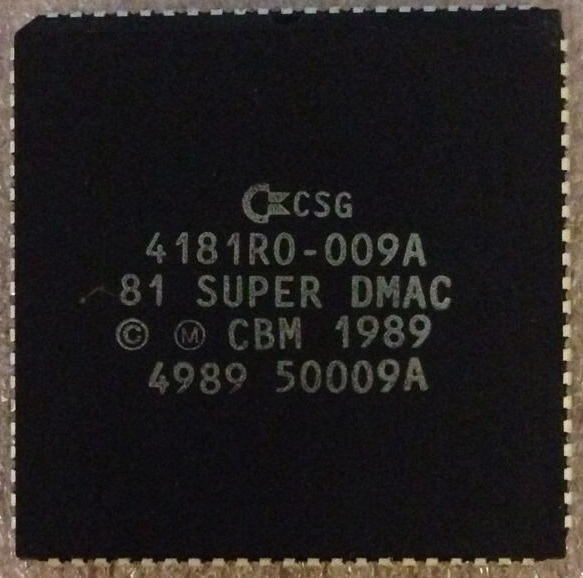 CSG
4181R0-009A
81 SUPER DMAC
© Ⓜ CBM 1989
4989 50009A